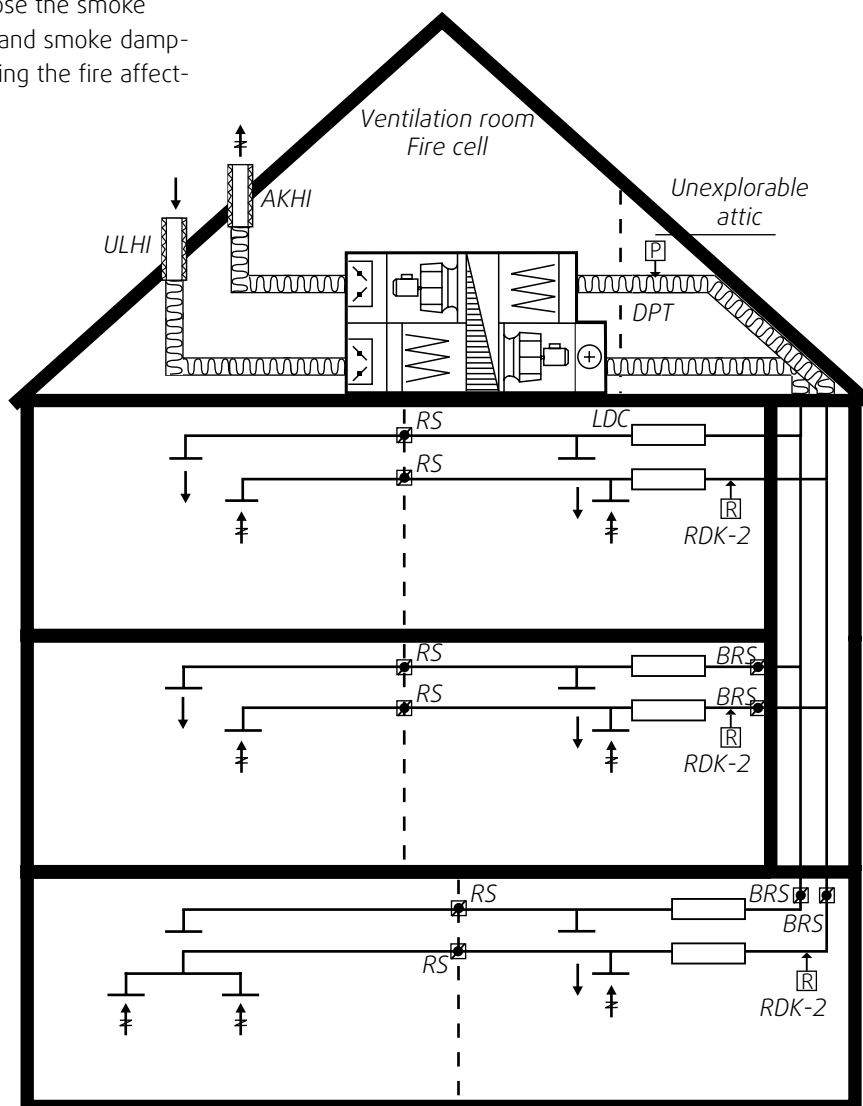 ose the smoke
and smoke damp-
ing the fire affect-
Ventilation room
Fire cell
AKHI
Unexplorable
attic
ULHI
P
DPT
RS
LDC
RS
R
RDK-2
RS
BRS
RS
BRS
R
RDK-2
RS
BRS
BRS
RS
R
RDK-2